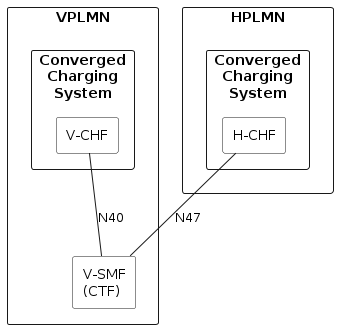 VPLMN
Converged
Charging
System
V-CHF
HPLMN
Converged
Charging
System
H-CHF
N40
N47
V-SMF
(CTF)